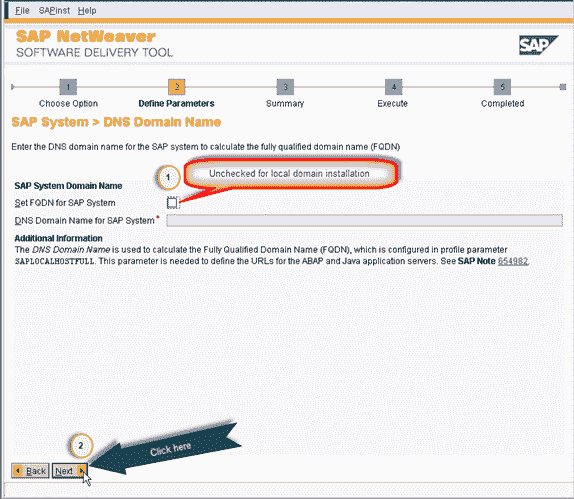 File SAPinst Help
SAP NetWeaver
SOFTWARE DELIVERY TOOL
SAP
1 2 3 4 5
Choose Option Define Parameters Summary Execute Completed
SAP System > DNS Domain Name
Enter the DNS domain name for the SAP system to calculate the fully qualified domain name (FQDN)
1
Unchecked for local domain installation
SAP System Domain Name
Set FQDN for SAP System
DNS Domain Name for SAP System *
Additional Information
The DNS Domain Name is used to calculate the Fully Qualified Domain Name (FQDN), which is configured in profile parameter
SAPLOCALHOSTFULL. This parameter is needed to define the URLs for the ABAP and Java application servers. See SAP Note 654982.
2
Click here
Back Next